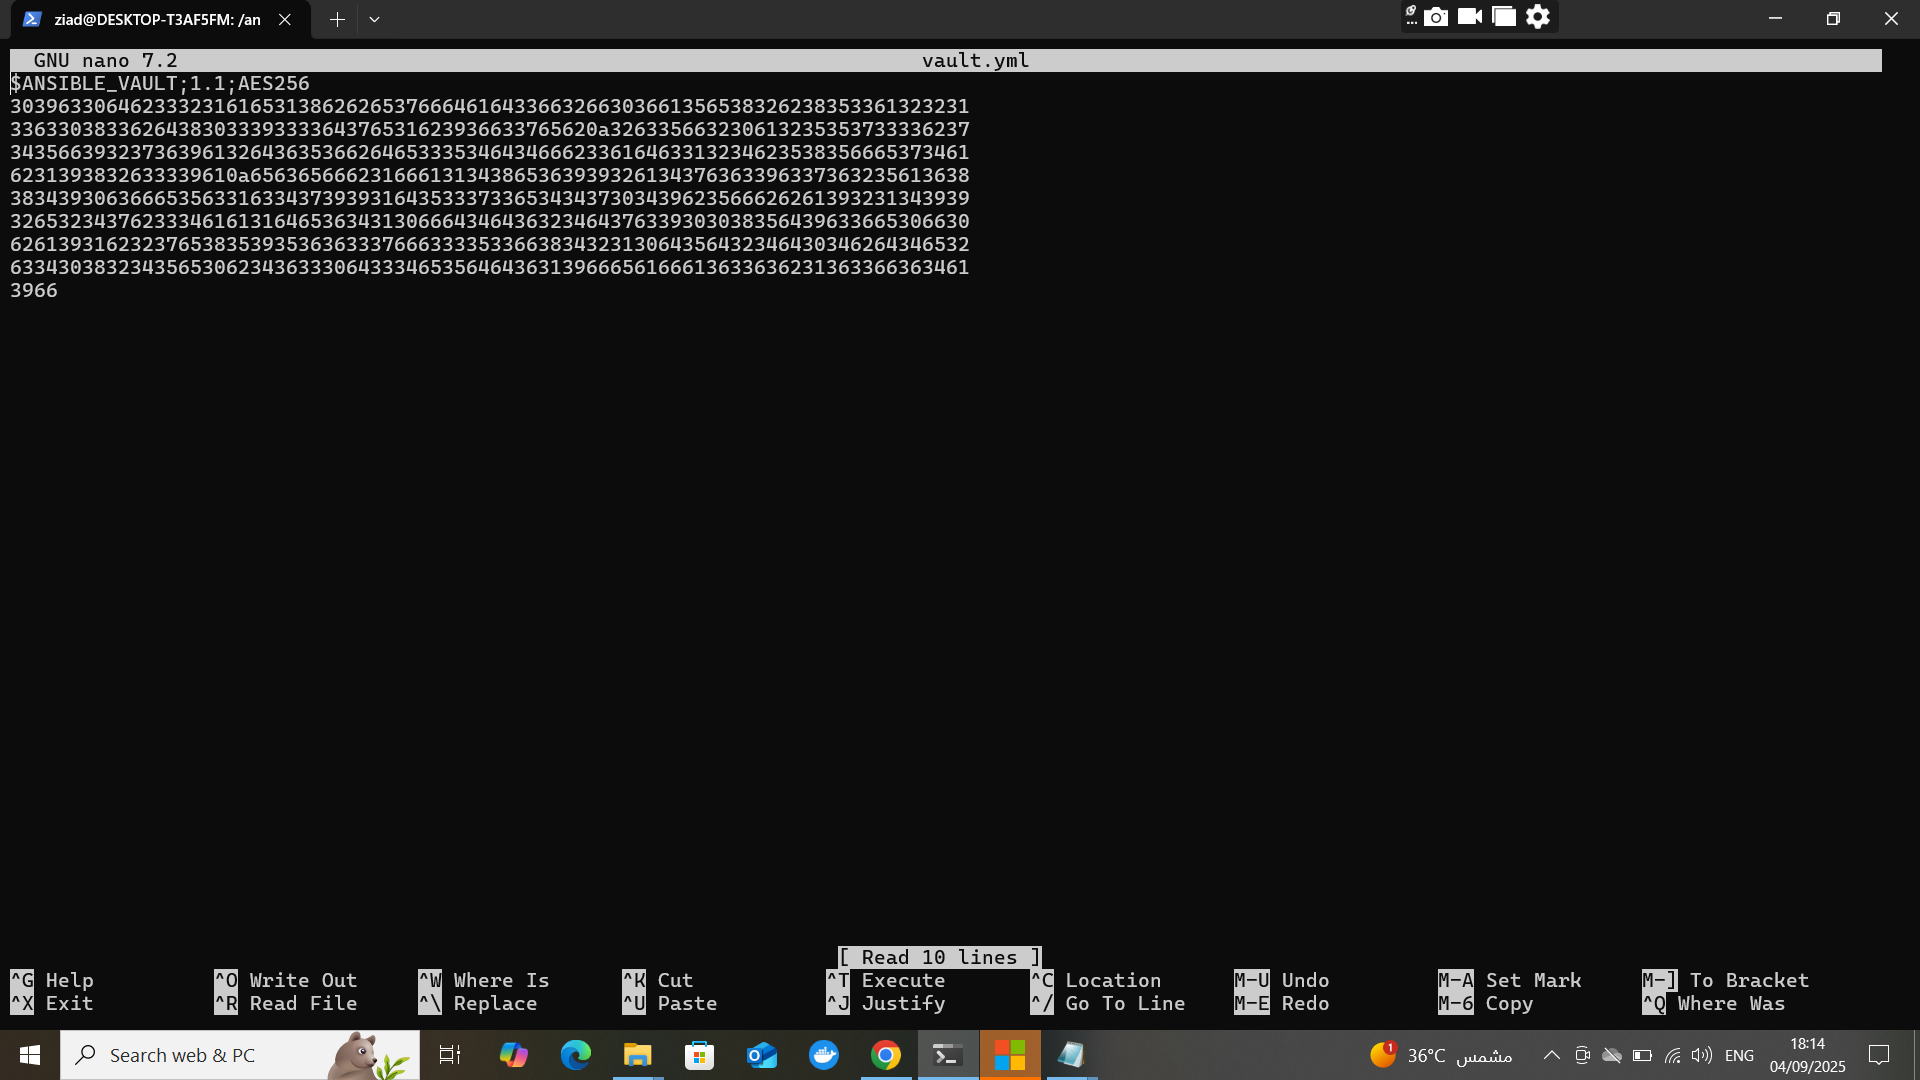 ziad@DESKTOP-T3AF5FM: /an
GNU nano 7.2 vault.yml
$ANSIBLE_VAULT;1.1;AES256
30396330646233323161653138626265376664616433663266303661356538326238353361323231
3363303833626438303339333364376531623936633765620a326335663230613235353733336237
34356639323736396132643635366264653335346434666233616463313234623538356665373461
6231393832633339610a656365666231666131343865363939326134376363396337363235613638
38343930636665356331633437393931643533373365343437303439623566626261393231343939
32653234376233346161316465363431306664346436323464376339303038356439633665306630
62613931623237653835393536363337666333353366383432313064356432346430346264346532
63343038323435653062343633306433346535646436313966656166613633636231363366363461
3966
[ Read 10 lines ]
^G Help ^O Write Out ^W Where Is ^K Cut ^T Execute ^C Location M-U Undo M-A Set Mark M-] To Bracket
^X Exit ^R Read File ^\ Replace ^U Paste ^J Justify ^/ Go To Line M-E Redo M-6 Copy ^Q Where Was
Search web & PC
1
36°C مشمس
ENG
18:14
04/09/2025